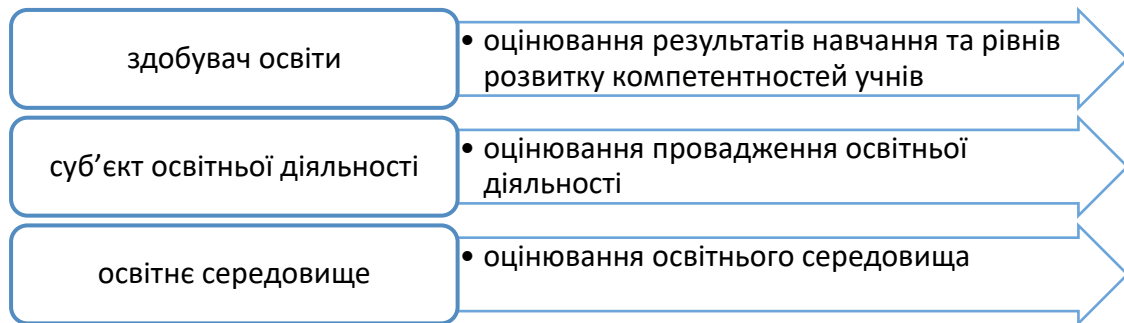 здобувач освіти
• оцінювання результатів навчання та рівнів
розвитку компетентностей учнів
суб’єкт освітньої діяльності
• оцінювання провадження освітньої
діяльності
освітнє середовище
• оцінювання освітнього середовища